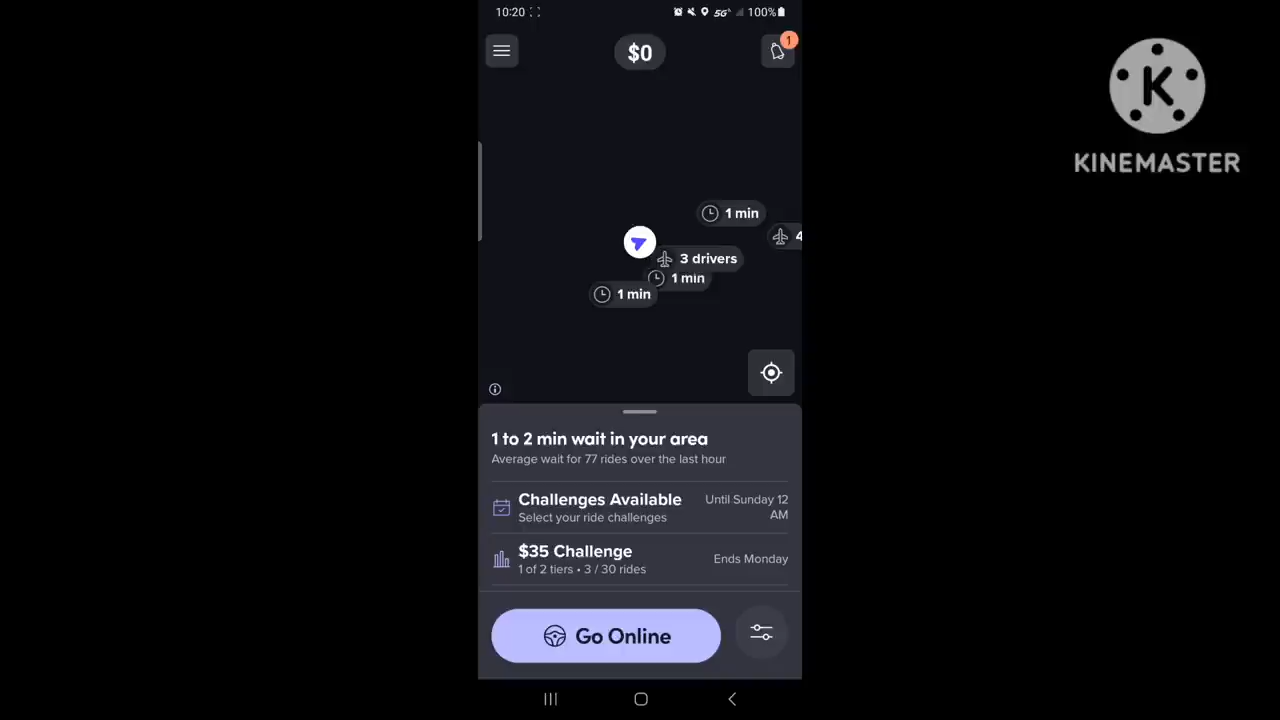 10:20
5G+
100%
$0
1
K
KINEMASTER
1 min
4
3 drivers
1 min
1 min
1 to 2 min wait in your area
Average wait for 77 rides over the last hour
Challenges Available
Until Sunday 12
AM
Select your ride challenges
$35 Challenge
Ends Monday
1 of 2 tiers • 3 / 30 rides
Go Online